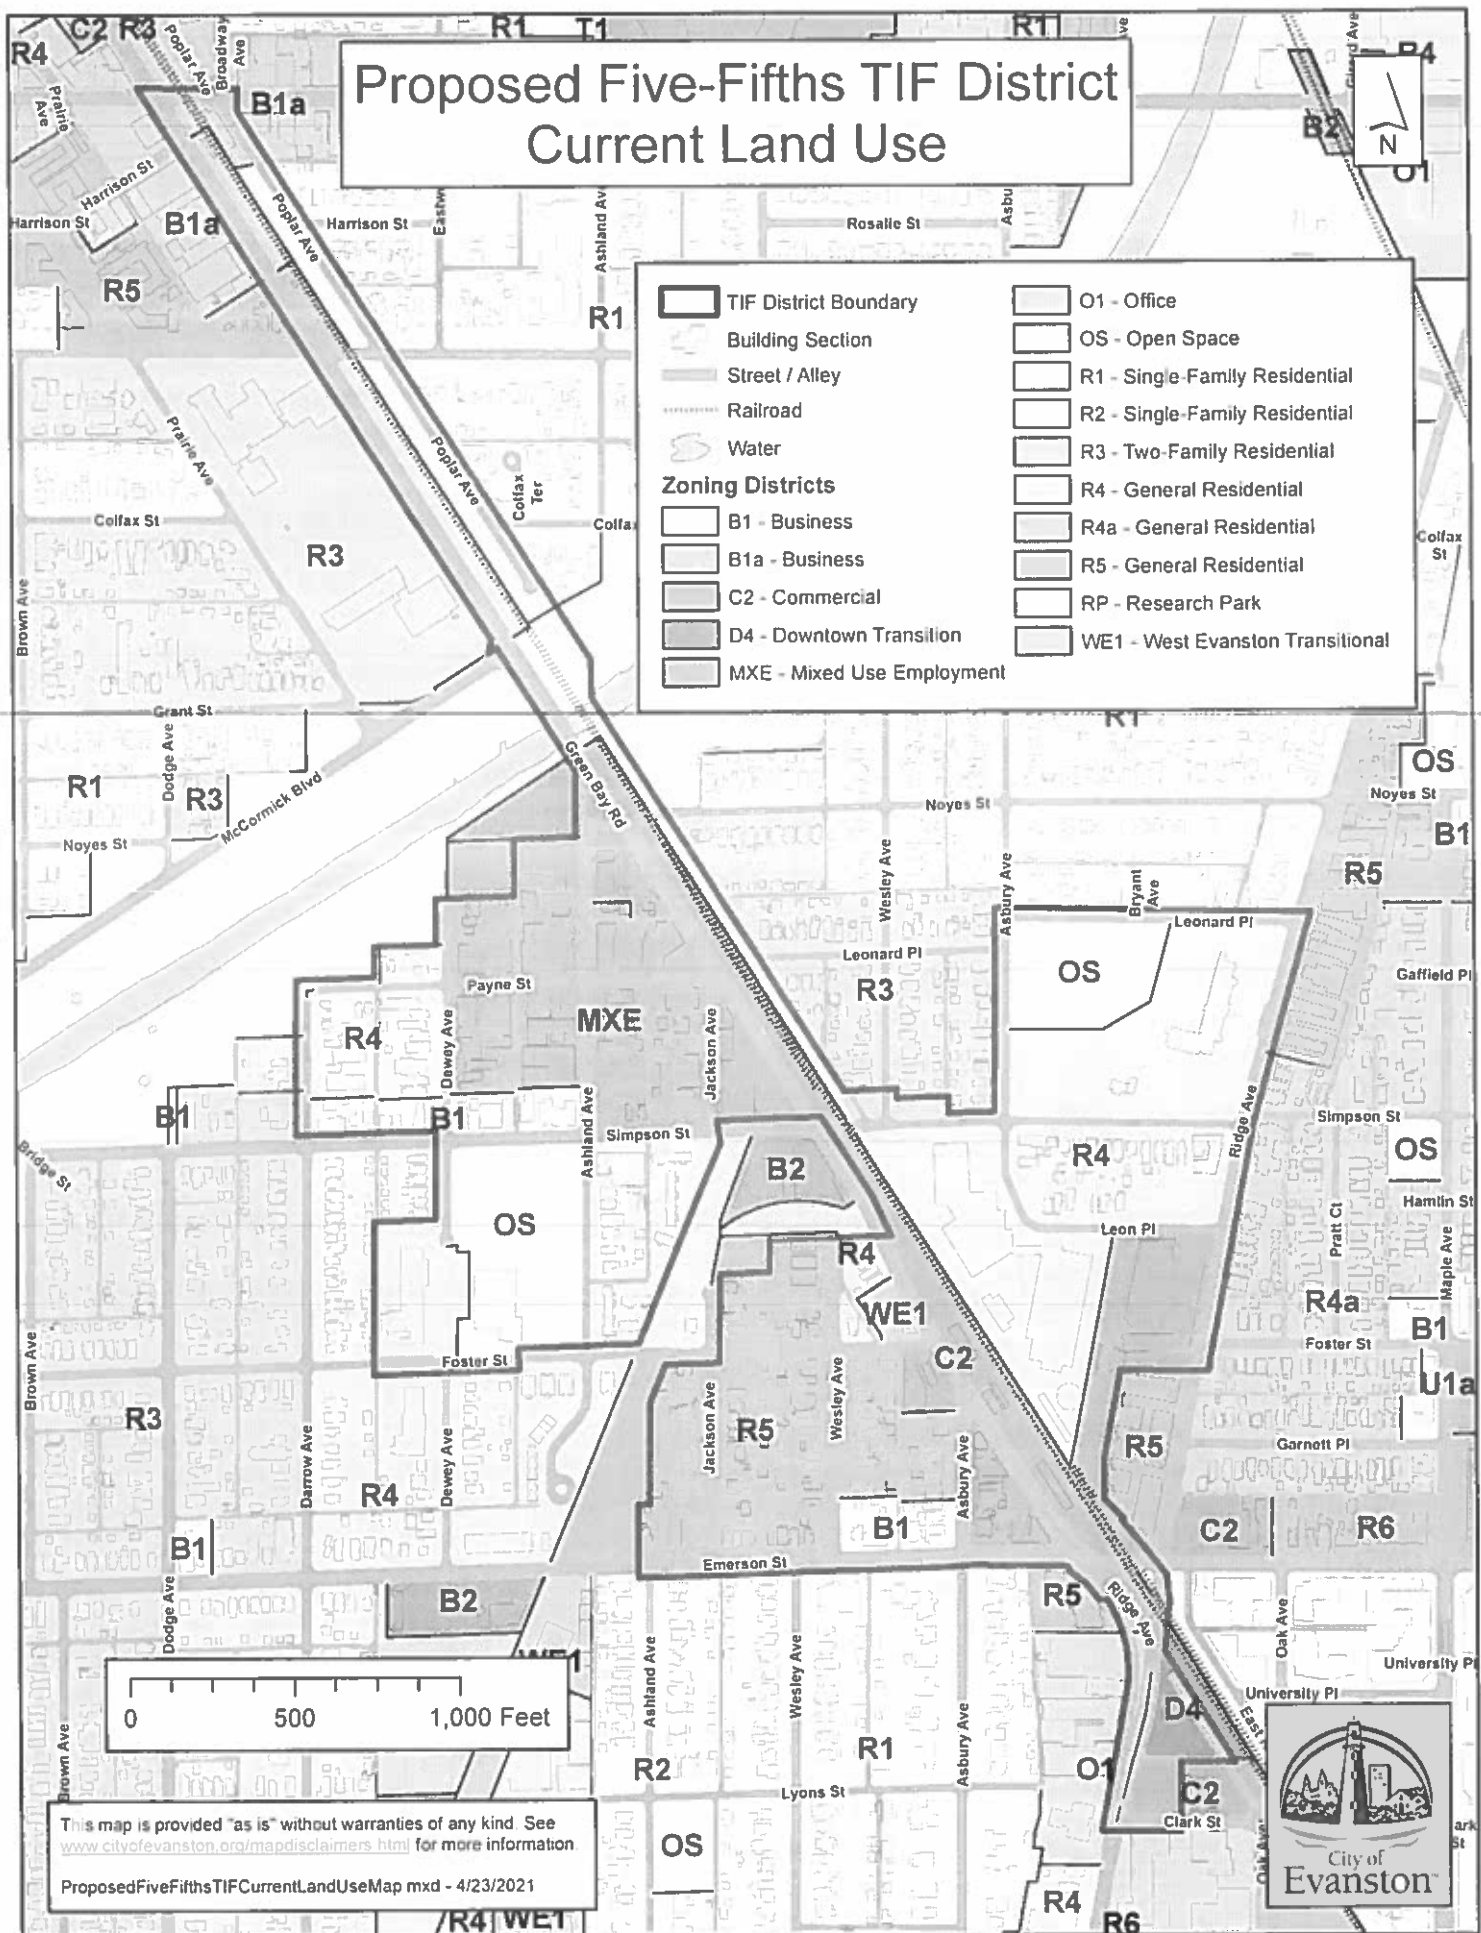 C2
R3
R1
T1
R1
R4
R4
Poplar Ave
Broadway
Ave
Prairie
Ave
B1a
Proposed Five-Fifths TIF District
Current Land Use
N
B2
O1
Harrison St
Harrison St
B1a
Poplar Ave
Harrison St
Ashland Av
Rosalie St
R5
R1
TIF District Boundary
Building Section
Street / Alley
Railroad
Water
Zoning Districts
B1 - Business
B1a - Business
C2 - Commercial
D4 - Downtown Transition
MXE - Mixed Use Employment
O1 - Office
OS - Open Space
R1 - Single-Family Residential
R2 - Single-Family Residential
R3 - Two-Family Residential
R4 - General Residential
R4a - General Residential
R5 - General Residential
RP - Research Park
WE1 - West Evanston Transitional
Prairie Ave
Poplar Ave
Colfax
Ter
Colfax St
Colfa
Colfax
St
R3
Brown Ave
Grant St
R1
R1
Dodge Ave
R3
McCormick Blvd
Green Bay Rd
Noyes St
OS
Noyes St
Noyes St
B1
R5
Wesley Ave
Asbury Ave
Bryant
Ave
Leonard Pl
Leonard Pl
OS
Gaffield Pl
Payne St
R3
MXE
R4
Dewey Ave
Jackson Ave
B1
B1
Ashland Ave
Simpson St
Simpson St
Ridge Ave
Bridge St
B2
R4
OS
OS
Hamlin St
Leon Pl
Pratt Ct
Maple Ave
R4
WE1
R4a
B1
Foster St
Foster St
C2
Brown Ave
R3
Darrow Ave
Dewey Ave
Jackson Ave
R5
Wesley Ave
Asbury Ave
U1a
R5
Garnett Pl
R4
B1
B1
C2
R6
Emerson St
B2
R5
Ridge Ave
Dodge Ave
Oak Ave
WE1
Ashland Ave
Wesley Ave
Asbury Ave
University Pl
University Pl
East
D4
0 500 1,000 Feet
Brown Ave
R2
R1
O1
C2
Lyons St
Clark St
This map is provided "as is" without warranties of any kind. See
www.cityofevanston.org/mapdisclaimers.html for more information.
ProposedFiveFifthsTIFCurrentLandUseMap mxd - 4/23/2021
OS
Oak Ave
ark
St
City of
Evanston
R4
WE1
R4
R6